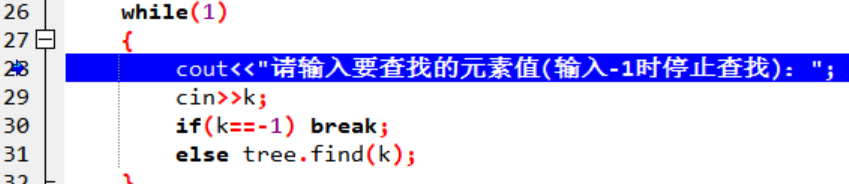 26 while(1)
27 {
28 cout<<"请输入要查找的元素值(输入-1时停止查找): ";
29 cin>>k;
30 if(k==-1) break;
31 else tree.find(k);
32 }